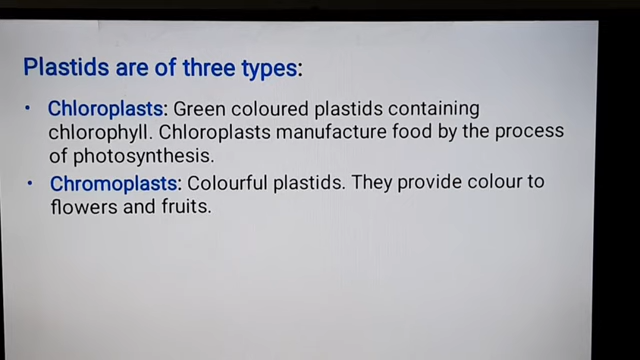 Plastids are of three types:
• Chloroplasts: Green coloured plastids containing
chlorophyll. Chloroplasts manufacture food by the process
of photosynthesis.
• Chromoplasts: Colourful plastids. They provide colour to
flowers and fruits.